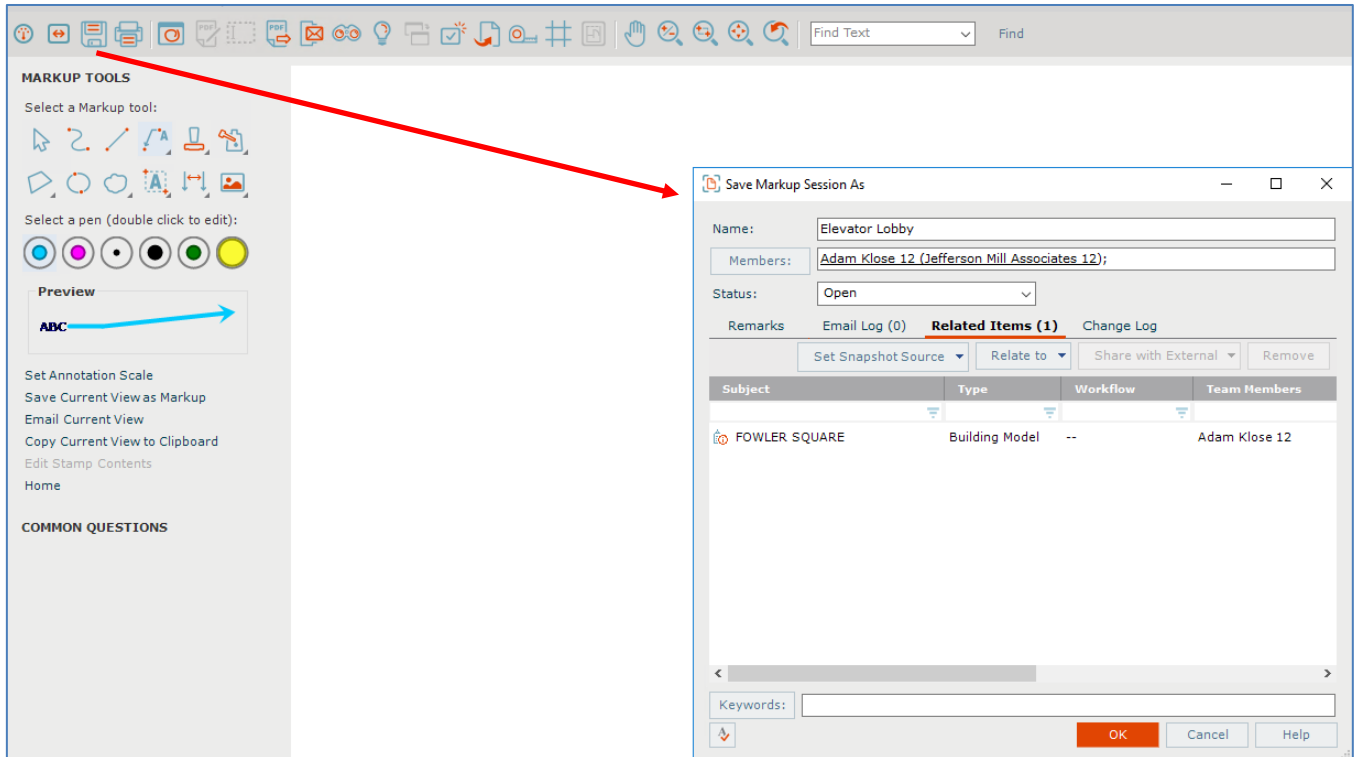 PDF
PDF
Find Text
Find
MARKUP TOOLS
Select a Markup tool:
A
A
Select a pen (double click to edit):
Preview
ABC
Set Annotation Scale
Save Current View as Markup
Email Current View
Copy Current View to Clipboard
Edit Stamp Contents
Home
COMMON QUESTIONS
Save Markup Session As
Name: Elevator Lobby
Members: Adam Klose 12 (Jefferson Mill Associates 12);
Status: Open
Remarks Email Log (0) Related Items (1) Change Log
Set Snapshot Source Relate to Share with External Remove
Subject Type Workflow Team Members
FOWLER SQUARE Building Model -- Adam Klose 12
Keywords:
OK Cancel Help